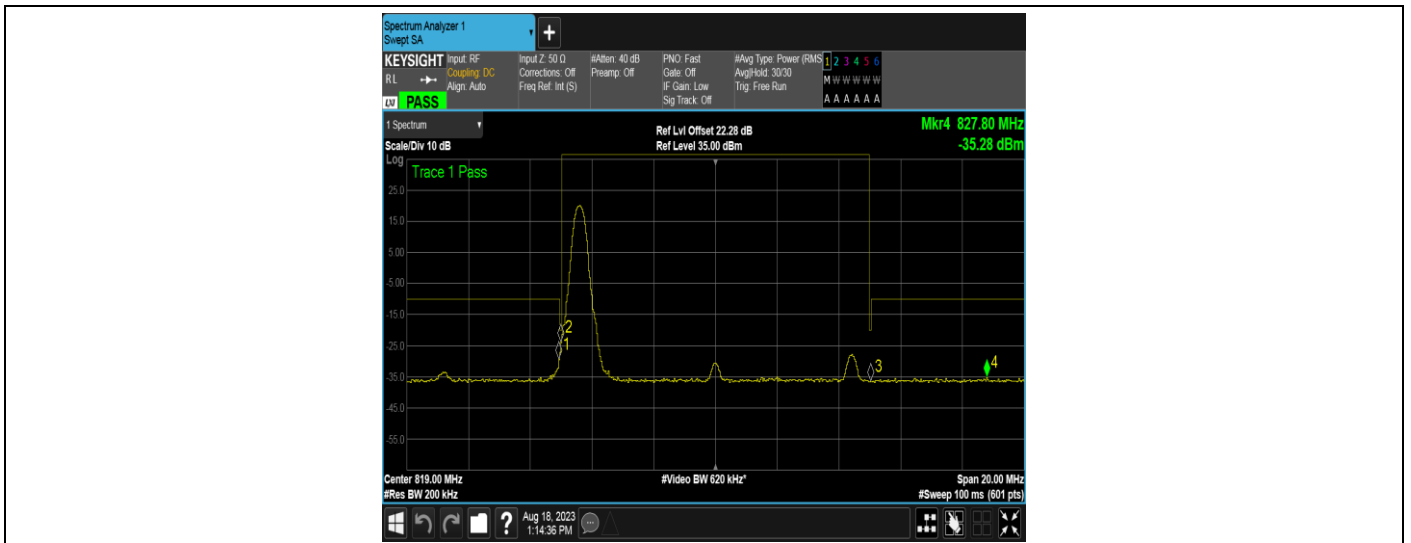 Spectrum Analyzer 1
Swept SA
+
KEYSIGHT
RL
LXI PASS
Input: RF
Coupling: DC
Align: Auto
Input Z: 50 Ω
Corrections: Off
Freq Ref: Int (S)
#Atten: 40 dB
Preamp: Off
PNO: Fast
Gate: Off
IF Gain: Low
Sig Track: Off
#Avg Type: Power (RMS
Avg|Hold: 30/30
Trig: Free Run
1 2 3 4 5 6
M W W W W W
A A A A A A
1 Spectrum
Scale/Div 10 dB
Ref Lvl Offset 22.28 dB
Ref Level 35.00 dBm
Mkr4 827.80 MHz
-35.28 dBm
Log
Trace 1 Pass
25.0
15.0
5.00
-5.00
-15.0
-25.0
-35.0
-45.0
-55.0
2
1
3
4
Center 819.00 MHz
#Res BW 200 kHz
#Video BW 620 kHz*
Span 20.00 MHz
#Sweep 100 ms (601 pts)
?
Aug 18, 2023
1:14:36 PM